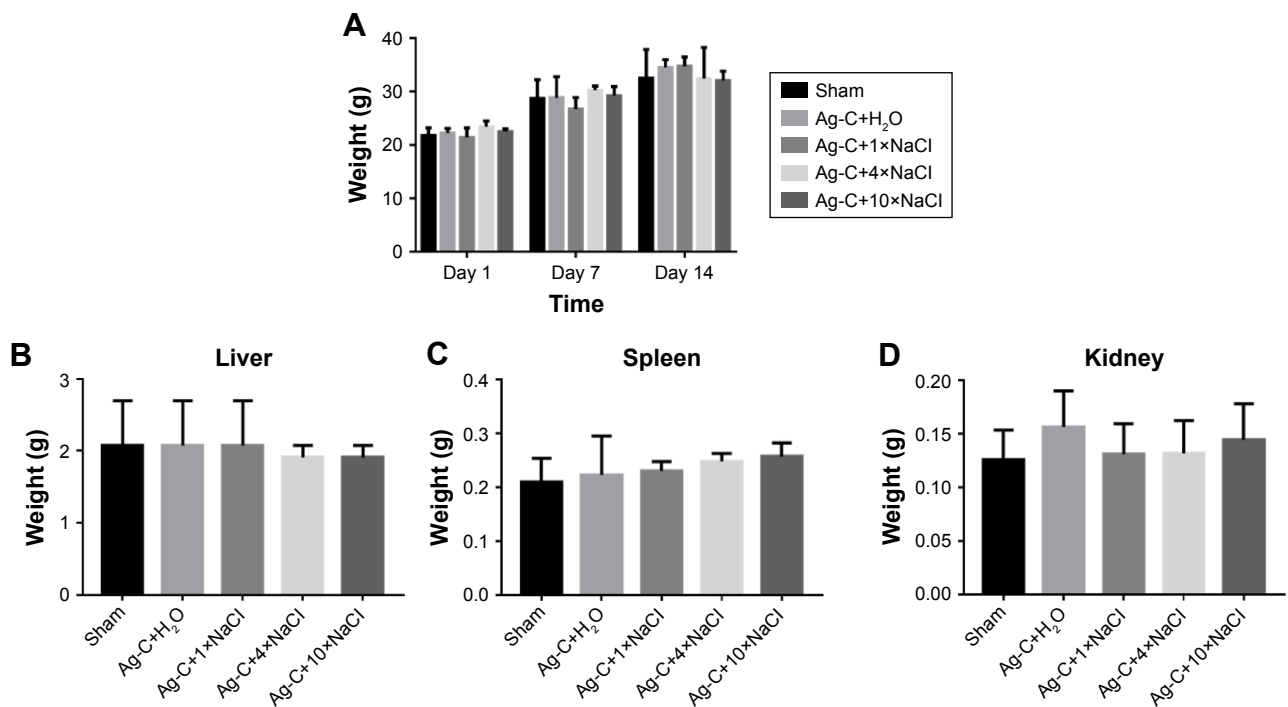 A
Weight (g)
40
30
20
10
0
Day 1
Day 7
Day 14
Time
Sham
Ag-C+H₂O
Ag-C+1×NaCl
Ag-C+4×NaCl
Ag-C+10×NaCl
B
Liver
Weight (g)
3
2
1
0
Sham
Ag-C+H₂O
Ag-C+1×NaCl
Ag-C+4×NaCl
Ag-C+10×NaCl
C
Spleen
Weight (g)
0.4
0.3
0.2
0.1
0.0
Sham
Ag-C+H₂O
Ag-C+1×NaCl
Ag-C+4×NaCl
Ag-C+10×NaCl
D
Kidney
Weight (g)
0.20
0.15
0.10
0.05
0.00
Sham
Ag-C+H₂O
Ag-C+1×NaCl
Ag-C+4×NaCl
Ag-C+10×NaCl